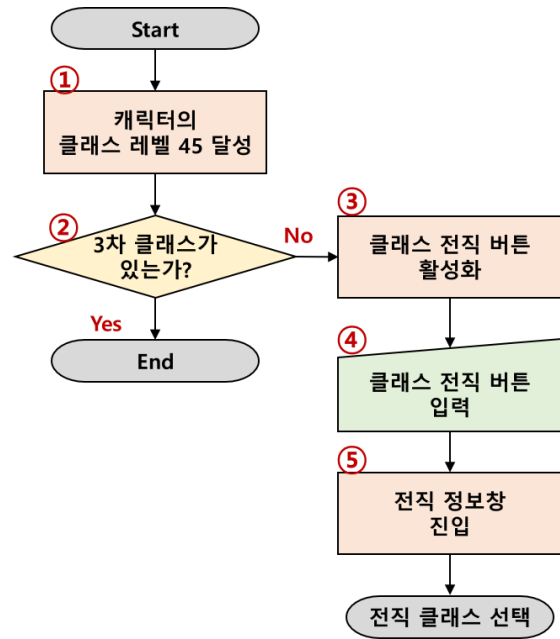 Start
①
캐릭터의
클래스 레벨 45 달성
②
3차 클래스가
있는가?
No
Yes
End
③
클래스 전직 버튼
활성화
④
클래스 전직 버튼
입력
⑤
전직 정보창
진입
전직 클래스 선택